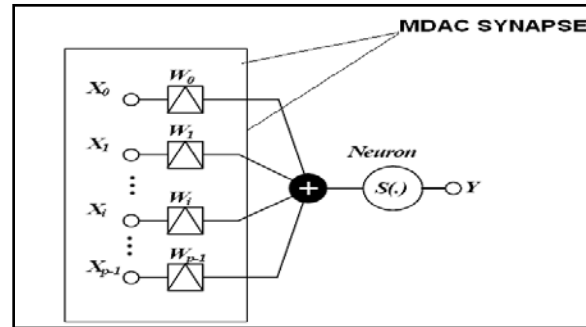 MDAC SYNAPSE
X0 W0
X1 W1
Neuron
S(.) Y
Xi Wi
Xp-1 Wp-1